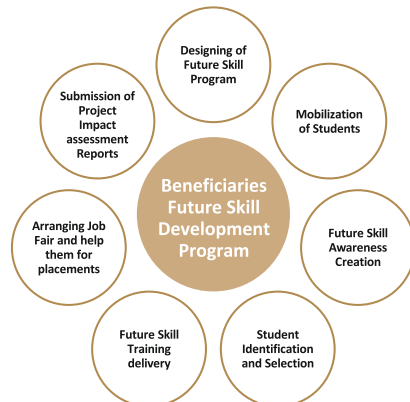 Designing of
Future Skill
Program
Mobilization
of Students
Future Skill
Awareness
Creation
Student
Identification
and Selection
Future Skill
Training
delivery
Arranging Job
Fair and help
them for
placements
Submission of
Project
Impact
assessment
Reports
Beneficiaries
Future Skill
Development
Program